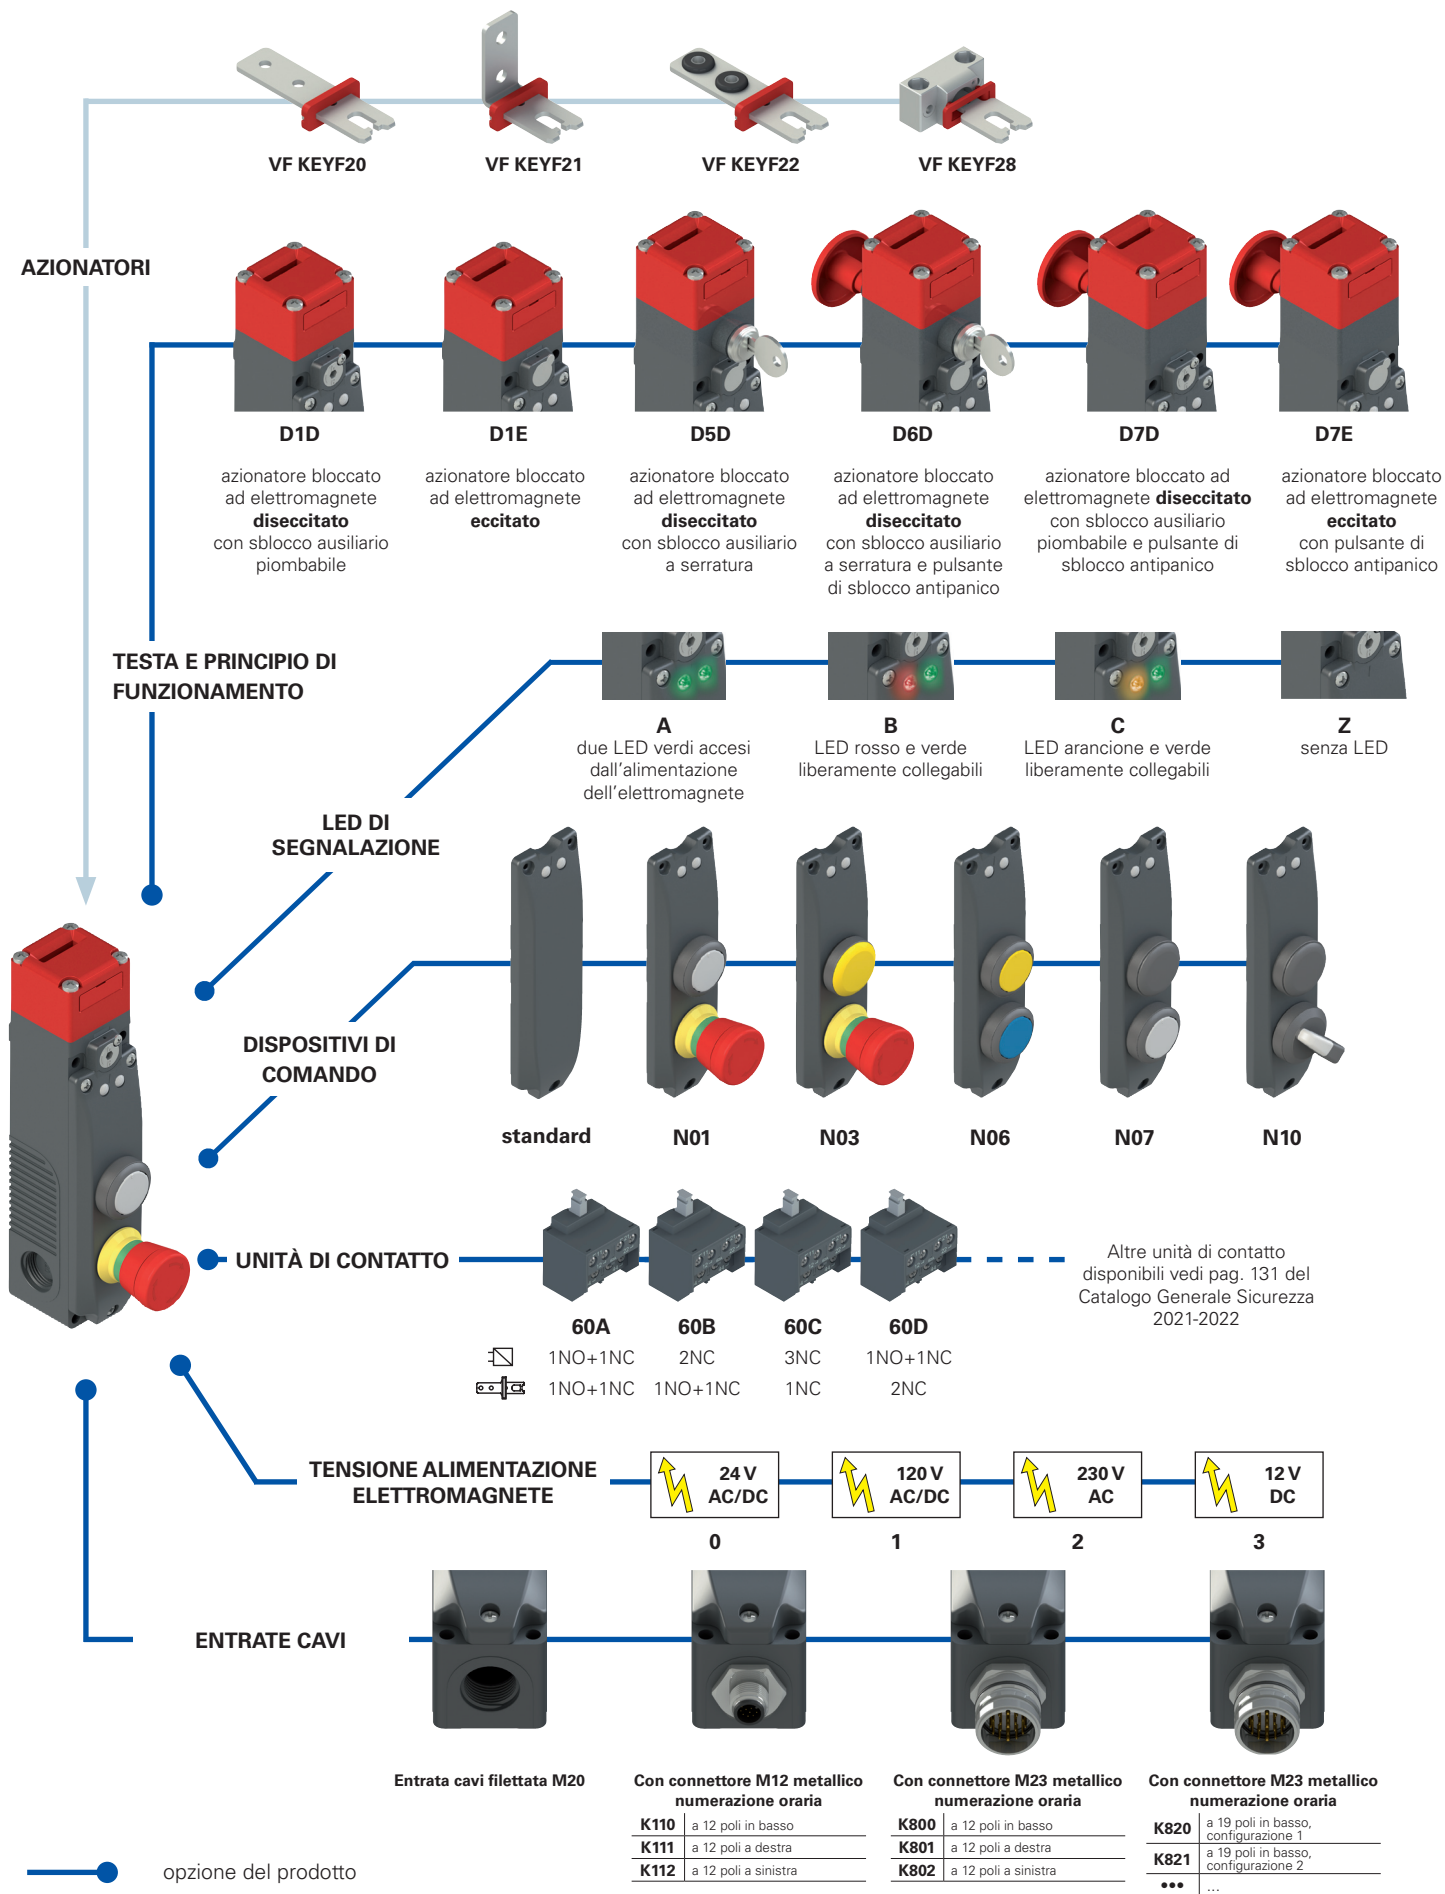 VF KEYF20
VF KEYF21
VF KEYF22
VF KEYF28
AZIONATORI
D1D
azionatore bloccato
ad elettromagnete
diseccitato
con sblocco ausiliario
piombabile
D1E
azionatore bloccato
ad elettromagnete
eccitato
D5D
azionatore bloccato
ad elettromagnete
diseccitato
con sblocco ausiliario
a serratura
D6D
azionatore bloccato
ad elettromagnete
diseccitato
con sblocco ausiliario
a serratura e pulsante
di sblocco antipanico
D7D
azionatore bloccato ad
elettromagnete diseccitato
con sblocco ausiliario
piombabile e pulsante di
sblocco antipanico
D7E
azionatore bloccato
ad elettromagnete
eccitato
con pulsante di
sblocco antipanico
TESTA E PRINCIPIO DI
FUNZIONAMENTO
A
due LED verdi accesi
dall'alimentazione
dell'elettromagnete
B
LED rosso e verde
liberamente collegabili
C
LED arancione e verde
liberamente collegabili
Z
senza LED
LED DI
SEGNALAZIONE
DISPOSITIVI DI
COMANDO
standard
N01
N03
N06
N07
N10
UNITÀ DI CONTATTO
Altre unità di contatto
disponibili vedi pag. 131 del
Catalogo Generale Sicurezza
2021-2022
60A
60B
60C
60D
1NO+1NC
2NC
3NC
1NO+1NC
1NO+1NC
1NO+1NC
1NC
2NC
TENSIONE ALIMENTAZIONE
ELETTROMAGNETE
24 V
AC/DC
0
120 V
AC/DC
1
230 V
AC
2
12 V
DC
3
ENTRATE CAVI
Entrata cavi filettata M20
Con connettore M12 metallico
numerazione oraria
K110 a 12 poli in basso
K111 a 12 poli a destra
K112 a 12 poli a sinistra
Con connettore M23 metallico
numerazione oraria
K800 a 12 poli in basso
K801 a 12 poli a destra
K802 a 12 poli a sinistra
Con connettore M23 metallico
numerazione oraria
K820 a 19 poli in basso,
configurazione 1
K821 a 19 poli in basso,
configurazione 2
••• ...
opzione del prodotto